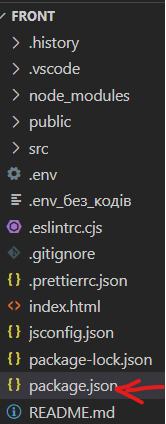 FRONT
.history
.vscode
node_modules
public
src
.env
.env_без_кодів
.eslintrc.cjs
.gitignore
.prettierrc.json
index.html
jsconfig.json
package-lock.json
package.json
README.md